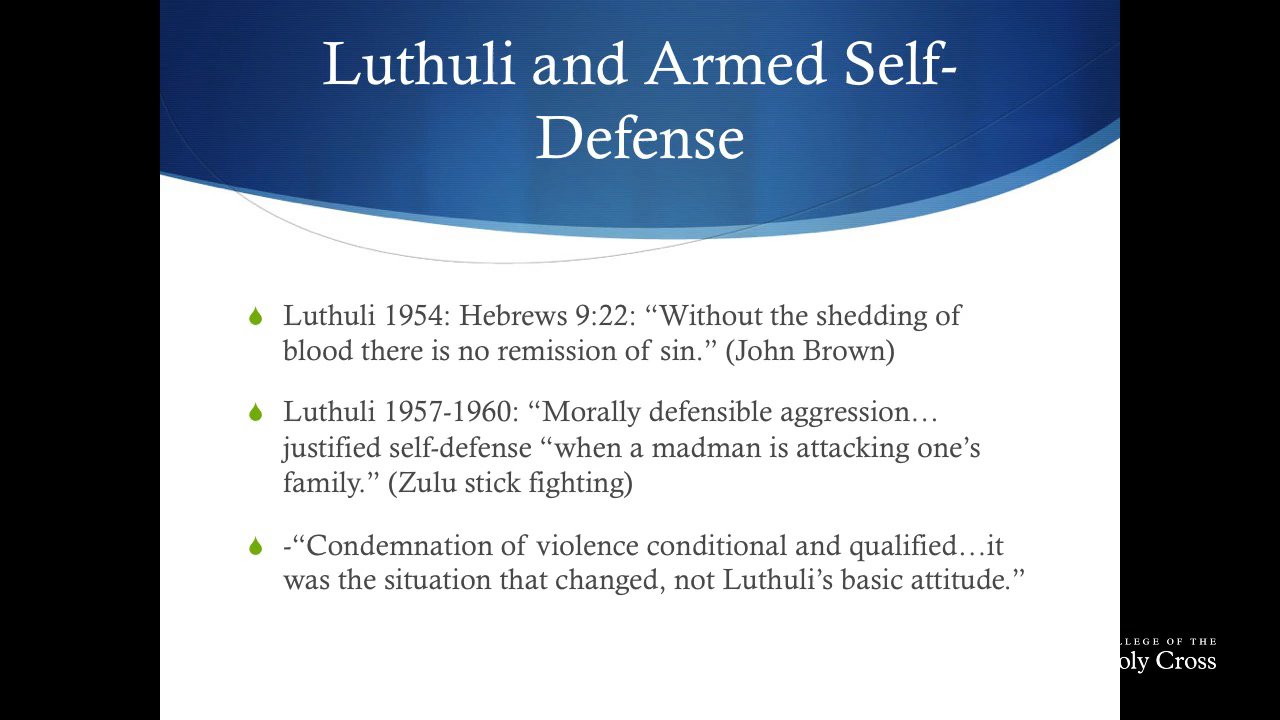 Luthuli and Armed Self-
Defense
Luthuli 1954: Hebrews 9:22: “Without the shedding of
blood there is no remission of sin.” (John Brown)
Luthuli 1957-1960: “Morally defensible aggression…
justified self-defense “when a madman is attacking one’s
family.” (Zulu stick fighting)
-“Condemnation of violence conditional and qualified…it
was the situation that changed, not Luthuli’s basic attitude.”
LLEGE OF THE
oly Cross